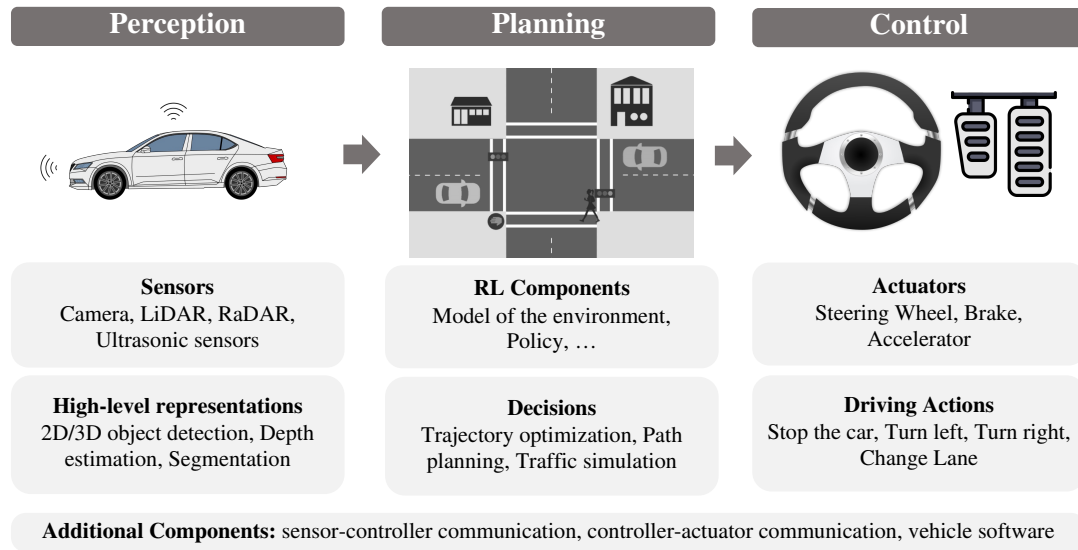 Perception
Planning
Control
Sensors
Camera, LiDAR, RaDAR,
Ultrasonic sensors
RL Components
Model of the environment,
Policy, …
Actuators
Steering Wheel, Brake,
Accelerator
High-level representations
2D/3D object detection, Depth
estimation, Segmentation
Decisions
Trajectory optimization, Path
planning, Traffic simulation
Driving Actions
Stop the car, Turn left, Turn right,
Change Lane
Additional Components: sensor-controller communication, controller-actuator communication, vehicle software